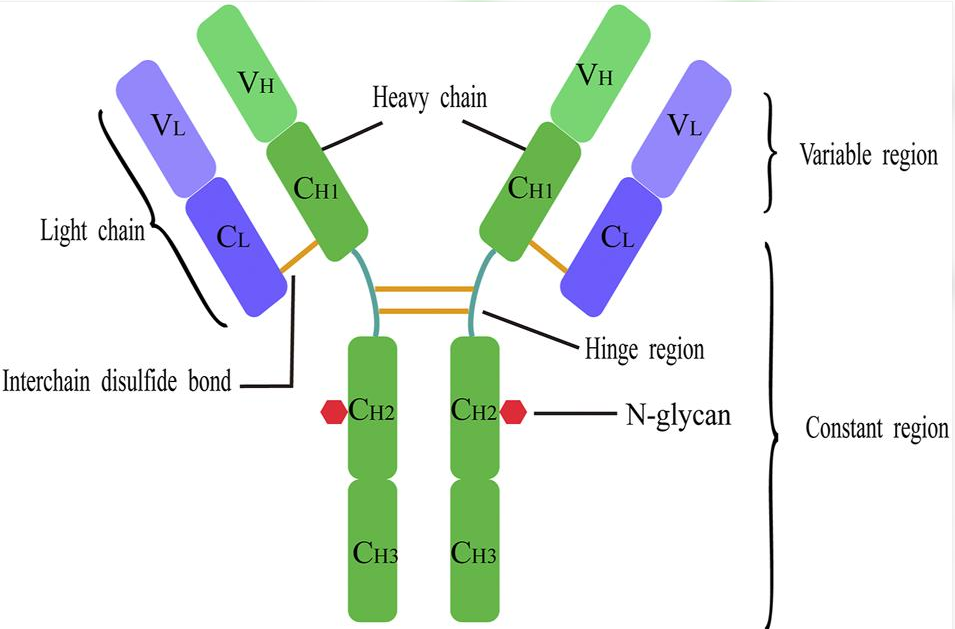 VH
VH
VL
VL
Heavy chain
Variable region
CH1
CH1
Light chain
CL
CL
Hinge region
Interchain disulfide bond
CH2
CH2
N-glycan
Constant region
CH3
CH3